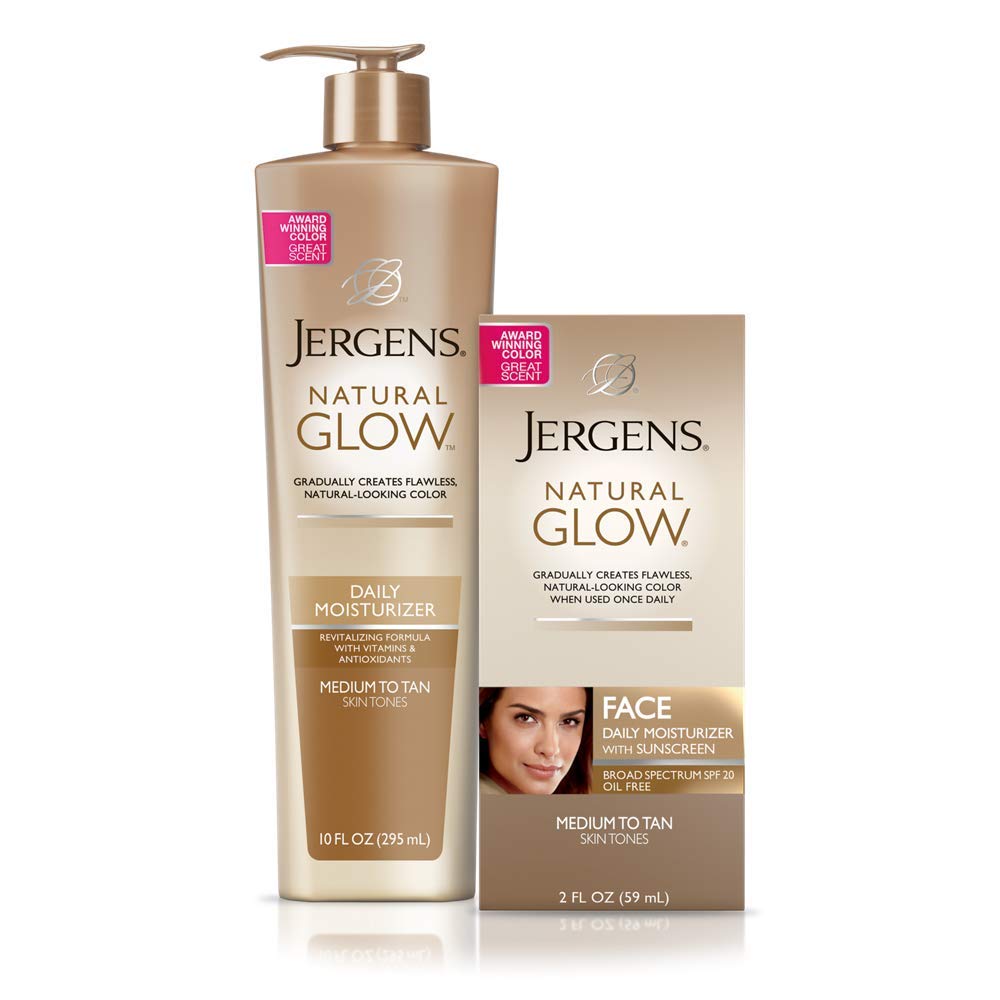 AWARD
WINNING
COLOR
GREAT
SCENT
™
JERGENS®
NATURAL
GLOW™
GRADUALLY CREATES FLAWLESS,
NATURAL-LOOKING COLOR
DAILY
MOISTURIZER
REVITALIZING FORMULA
WITH VITAMINS &
ANTIOXIDANTS
MEDIUM TO TAN
SKIN TONES
10 FL OZ (295 mL)
AWARD
WINNING
COLOR
GREAT
SCENT
®
JERGENS®
NATURAL
GLOW®
GRADUALLY CREATES FLAWLESS,
NATURAL-LOOKING COLOR
WHEN USED ONCE DAILY
FACE
DAILY MOISTURIZER
WITH SUNSCREEN
BROAD SPECTRUM SPF 20
OIL FREE
MEDIUM TO TAN
SKIN TONES
2 FL OZ (59 mL)